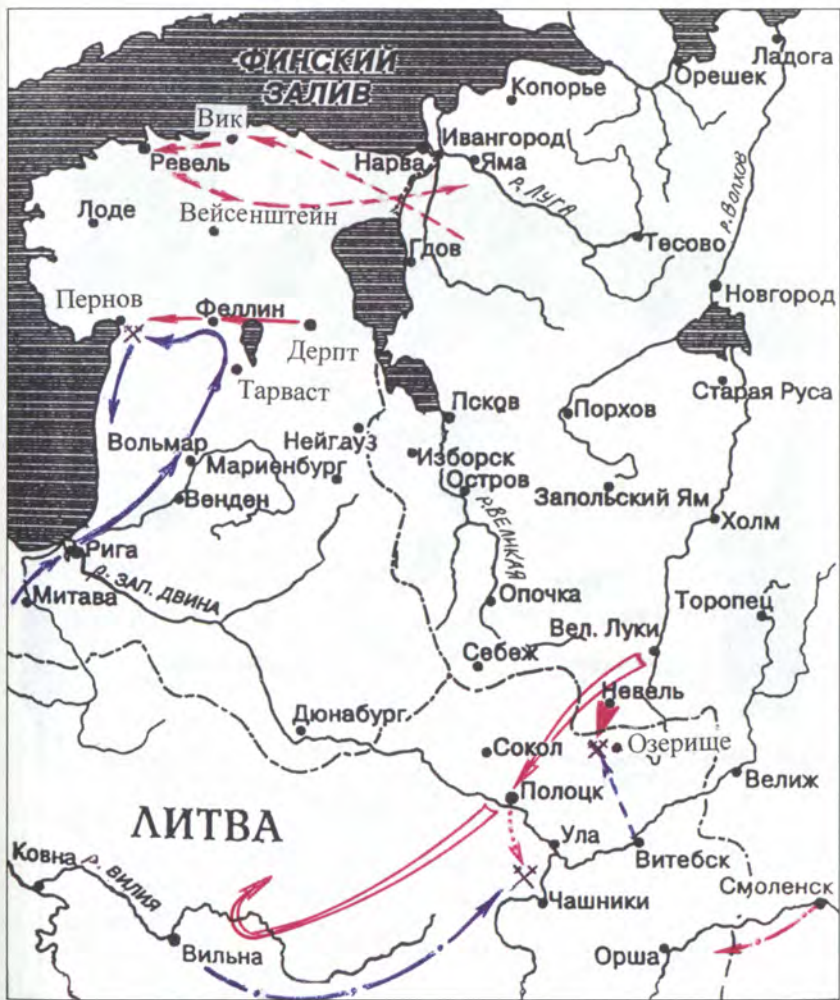 ФИНСКИЙ
ЗАЛИВ
Ладога
Орешек
Копорье
Вик
Ревель
Нарва
Ивангород
Яма
р. ЛУГА
р. Волхов
Лоде
Вейсенштейн
Гдов
Тесово
Новгород
Пернов
Феллин
Дерпт
Тарваст
Старая Руса
Псков
Порхов
Вольмар
Нейгауз
Мариенбург
Изборск
Остров
Запольский Ям
Венден
р. ВЕЛИКАЯ
Холм
Рига
р. ЗАП. ДВИНА
Митава
Опочка
Торопец
Вел. Луки
Себеж
Невель
Дюнабург
Сокол
Озерище
Полоцк
Велиж
ЛИТВА
Ула
Витебск
Ковна
р. ВИЛИЯ
Чашники
Смоленск
Вильна
Орша